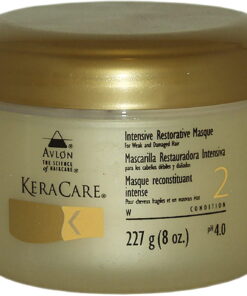 AVLON
THE SCIENCE
OF HAIRCARE®
KERACARE®
Intensive Restorative Masque
For Weak and Damaged Hair
Mascarilla Restauradora Intensiva
para los cabellos débiles y dañados
Masque reconstituant
intense
Pour cheveux fragiles et en mauvais état
2
W
CONDITION
227 g (8 oz.)
pH 4.0